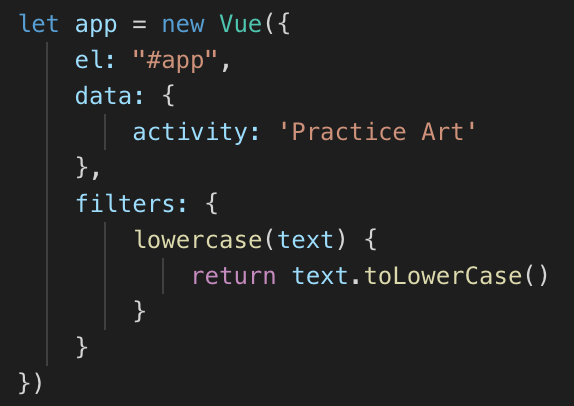 let app = new Vue({
    el: "#app",
    data: {
        activity: 'Practice Art'
    },
    filters: {
        lowercase(text) {
            return text.toLowerCase()
        }
    }
})